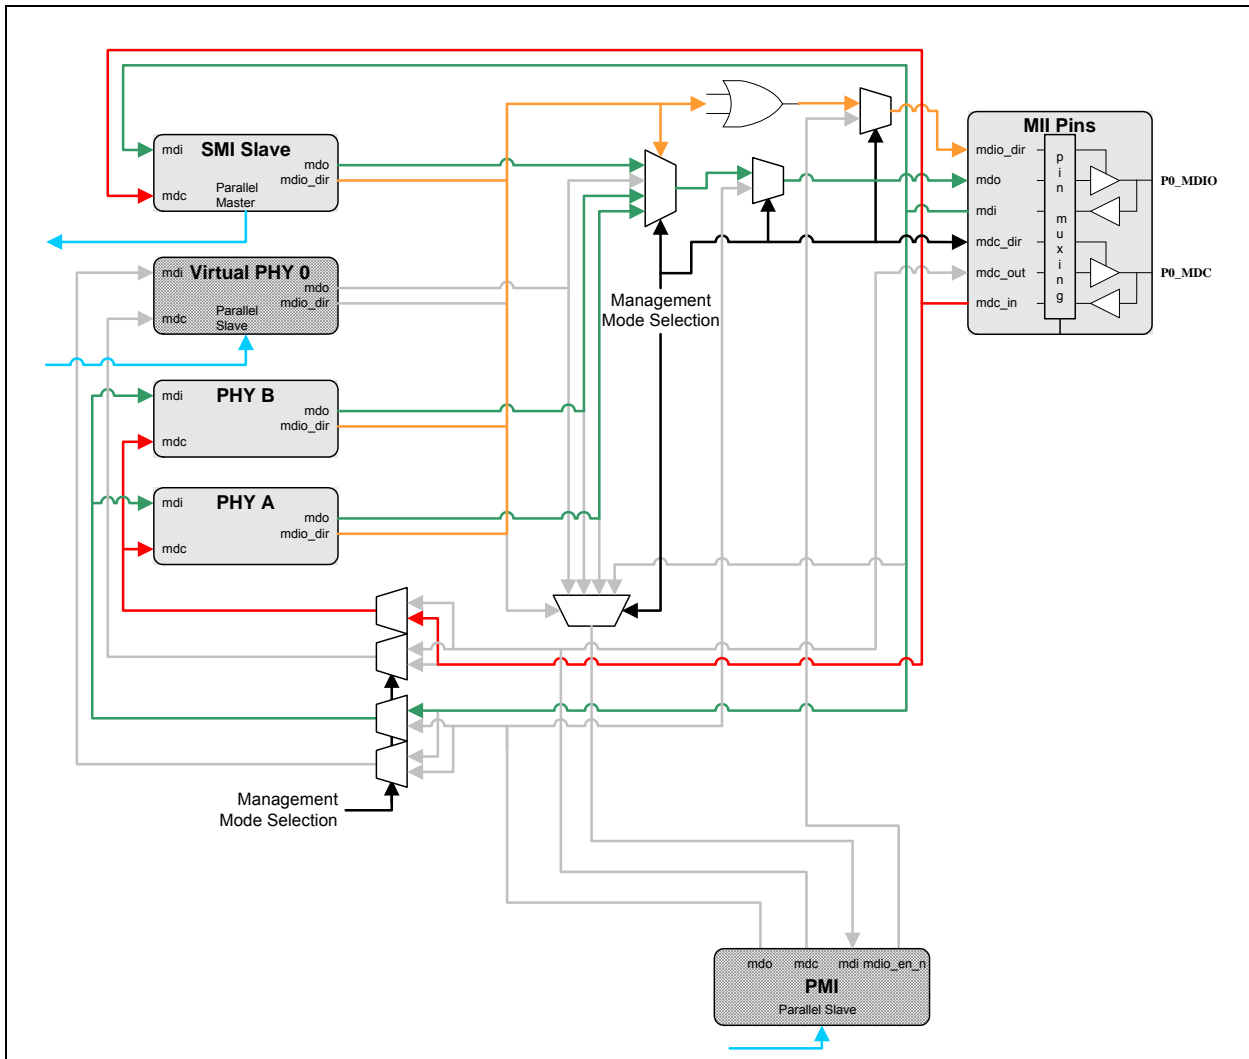 SMI Slave
mdi
mdo
mdio_dir
mdc
Parallel
Master
Virtual PHY 0
mdi
mdo
mdio_dir
mdc
Parallel
Slave
PHY B
mdi
mdo
mdio_dir
mdc
PHY A
mdi
mdo
mdio_dir
mdc
Management
Mode Selection
MII Pins
mdio_dir
mdo
mdi
mdc_dir
mdc_out
mdc_in
pin muxing
P0_MDIO
P0_MDC
Management
Mode Selection
mdo
mdc
mdi
mdio_en_n
PMI
Parallel Slave